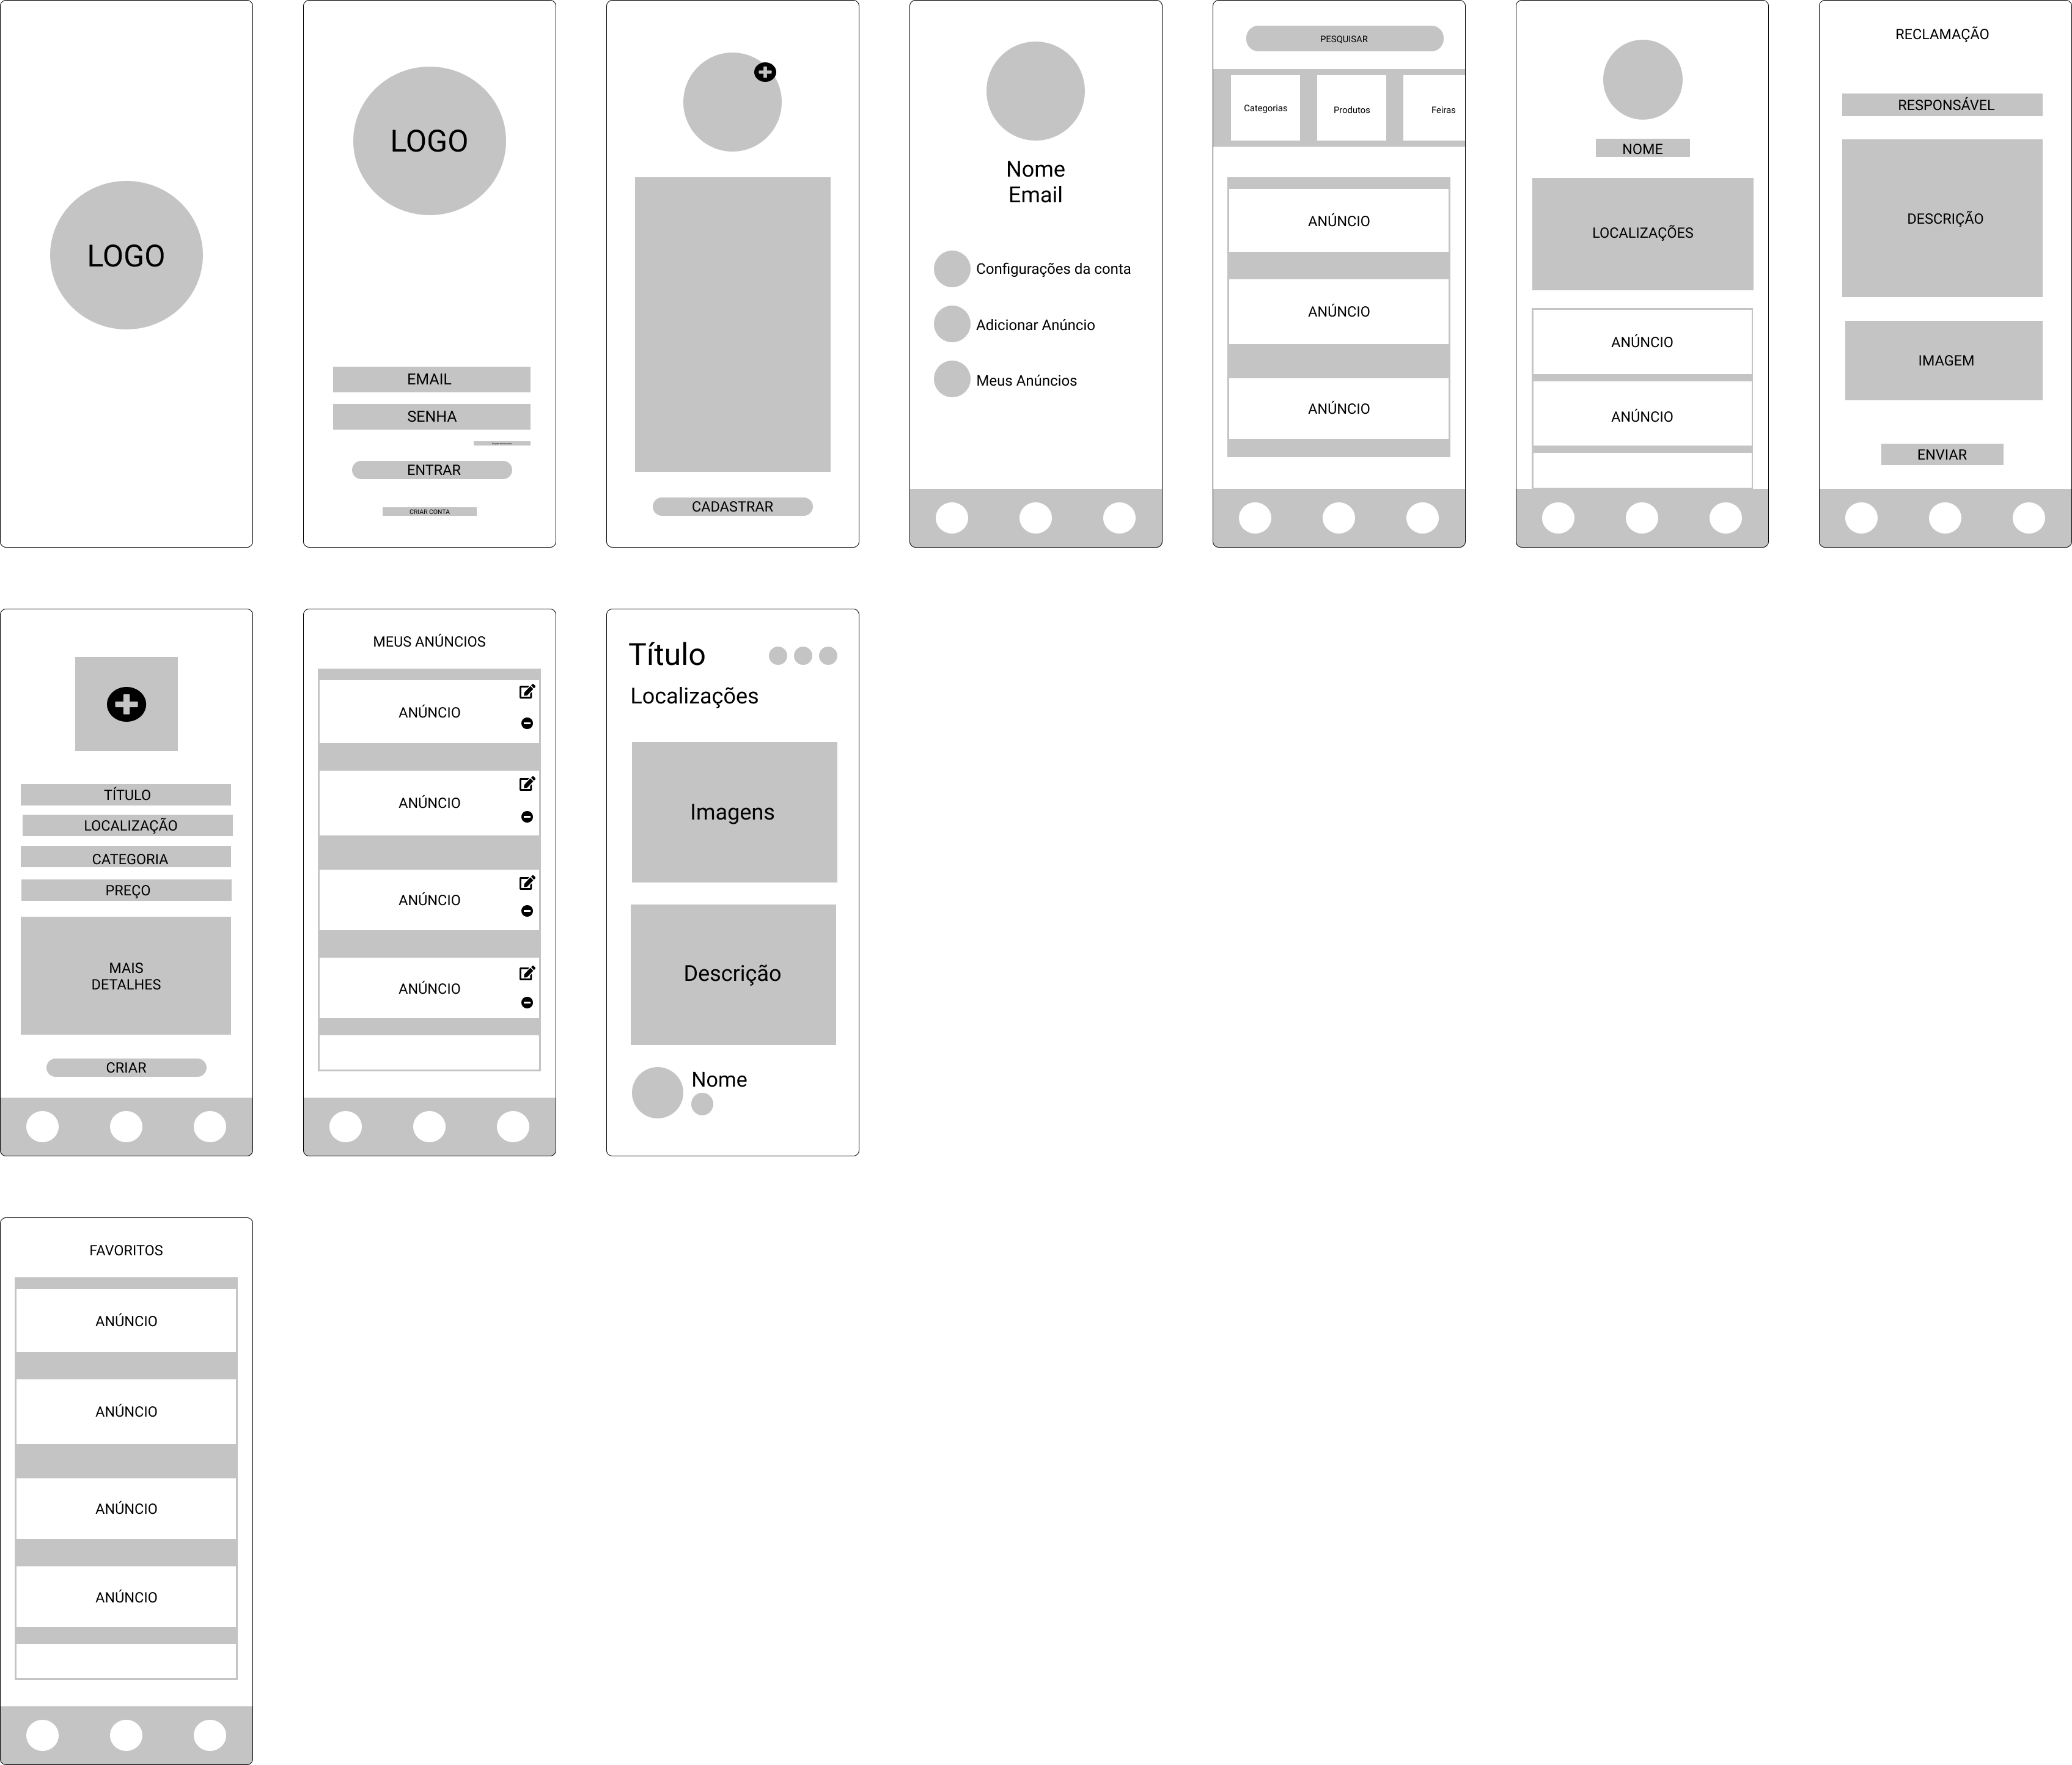 LOGO
LOGO
EMAIL
SENHA
ENTRAR
CRIAR CONTA
CADASTRAR
Nome
Email
Configurações da conta
Adicionar Anúncio
Meus Anúncios
PESQUISAR
Categorias
Produtos
Feiras
ANÚNCIO
ANÚNCIO
ANÚNCIO
NOME
LOCALIZAÇÕES
ANÚNCIO
ANÚNCIO
RECLAMAÇÃO
RESPONSÁVEL
DESCRIÇÃO
IMAGEM
ENVIAR
TÍTULO
LOCALIZAÇÃO
CATEGORIA
PREÇO
MAIS
DETALHES
CRIAR
MEUS ANÚNCIOS
ANÚNCIO
ANÚNCIO
ANÚNCIO
ANÚNCIO
Título
Localizações
Imagens
Descrição
Nome
FAVORITOS
ANÚNCIO
ANÚNCIO
ANÚNCIO
ANÚNCIO